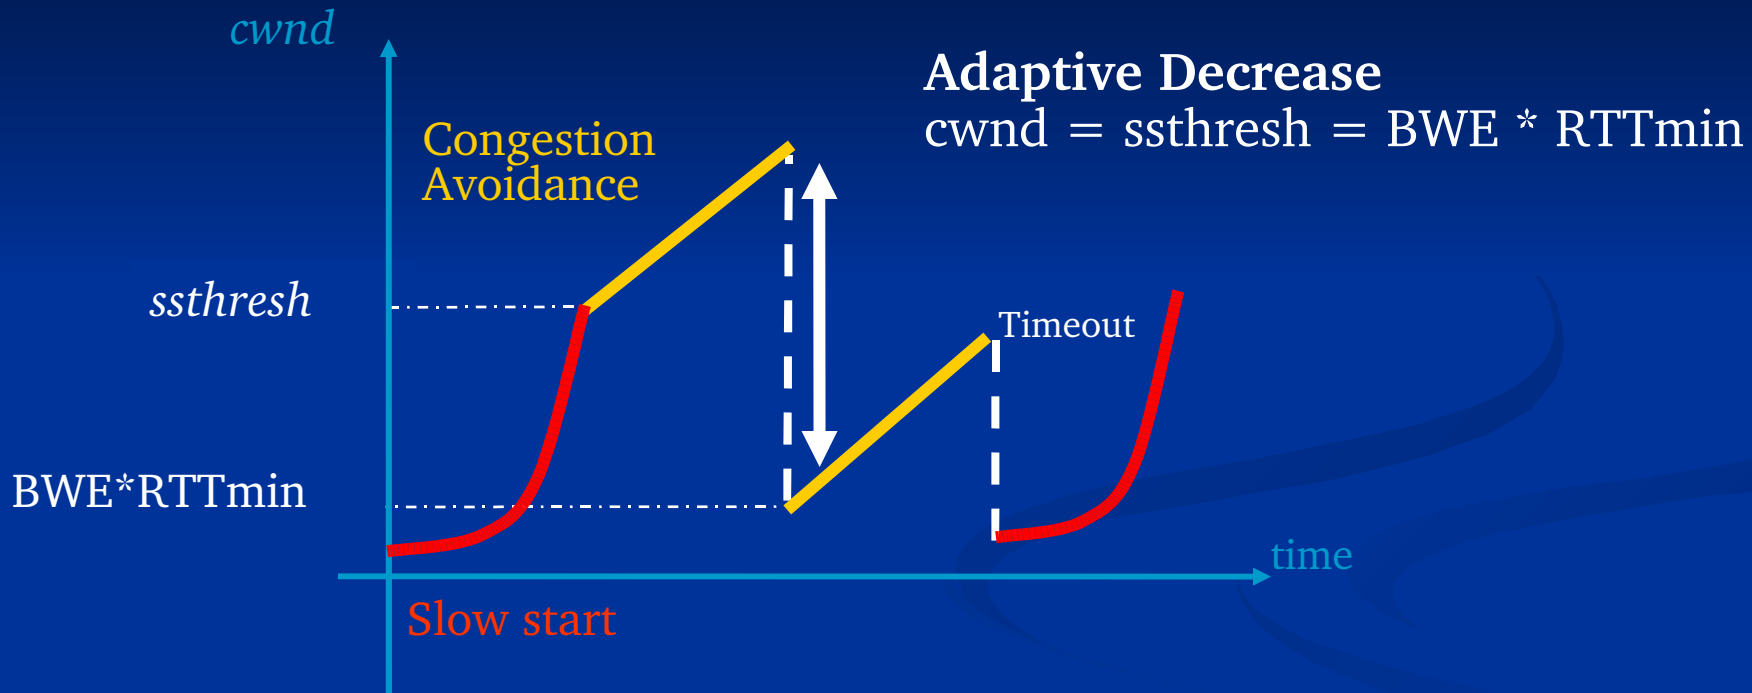 cwnd
Adaptive Decrease
cwnd = ssthresh = BWE * RTTmin
Congestion
Avoidance
ssthresh
Timeout
BWE*RTTmin
time
Slow start